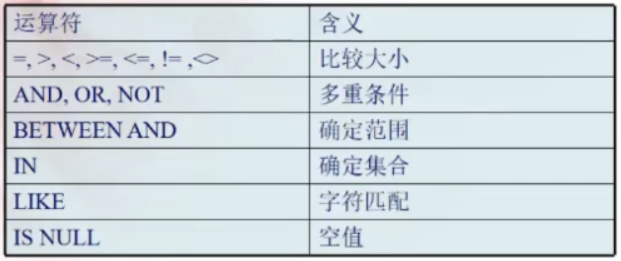 运算符 含义
=, >, <, >=, <=, != ,<> 比较大小
AND, OR, NOT 多重条件
BETWEEN AND 确定范围
IN 确定集合
LIKE 字符匹配
IS NULL 空值